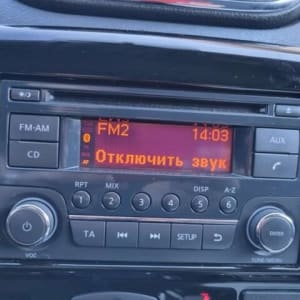 FM2 14:03
Отключить звук
FM-AM
AUX
CD
RPT MIX DISP A-Z
1 2 3 4 5 6
TA SETUP
VOL
ENTER